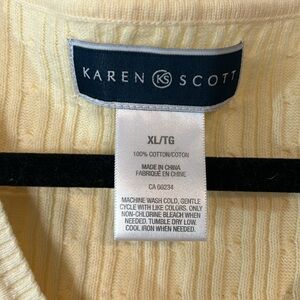 KAREN KS SCOTT
XL/TG
100% COTTON/COTON
MADE IN CHINA
FABRIQUÉ EN CHINE
CA 00234
MACHINE WASH COLD, GENTLE
CYCLE WITH LIKE COLORS. ONLY
NON-CHLORINE BLEACH WHEN
NEEDED. TUMBLE DRY LOW.
COOL IRON WHEN NEEDED.